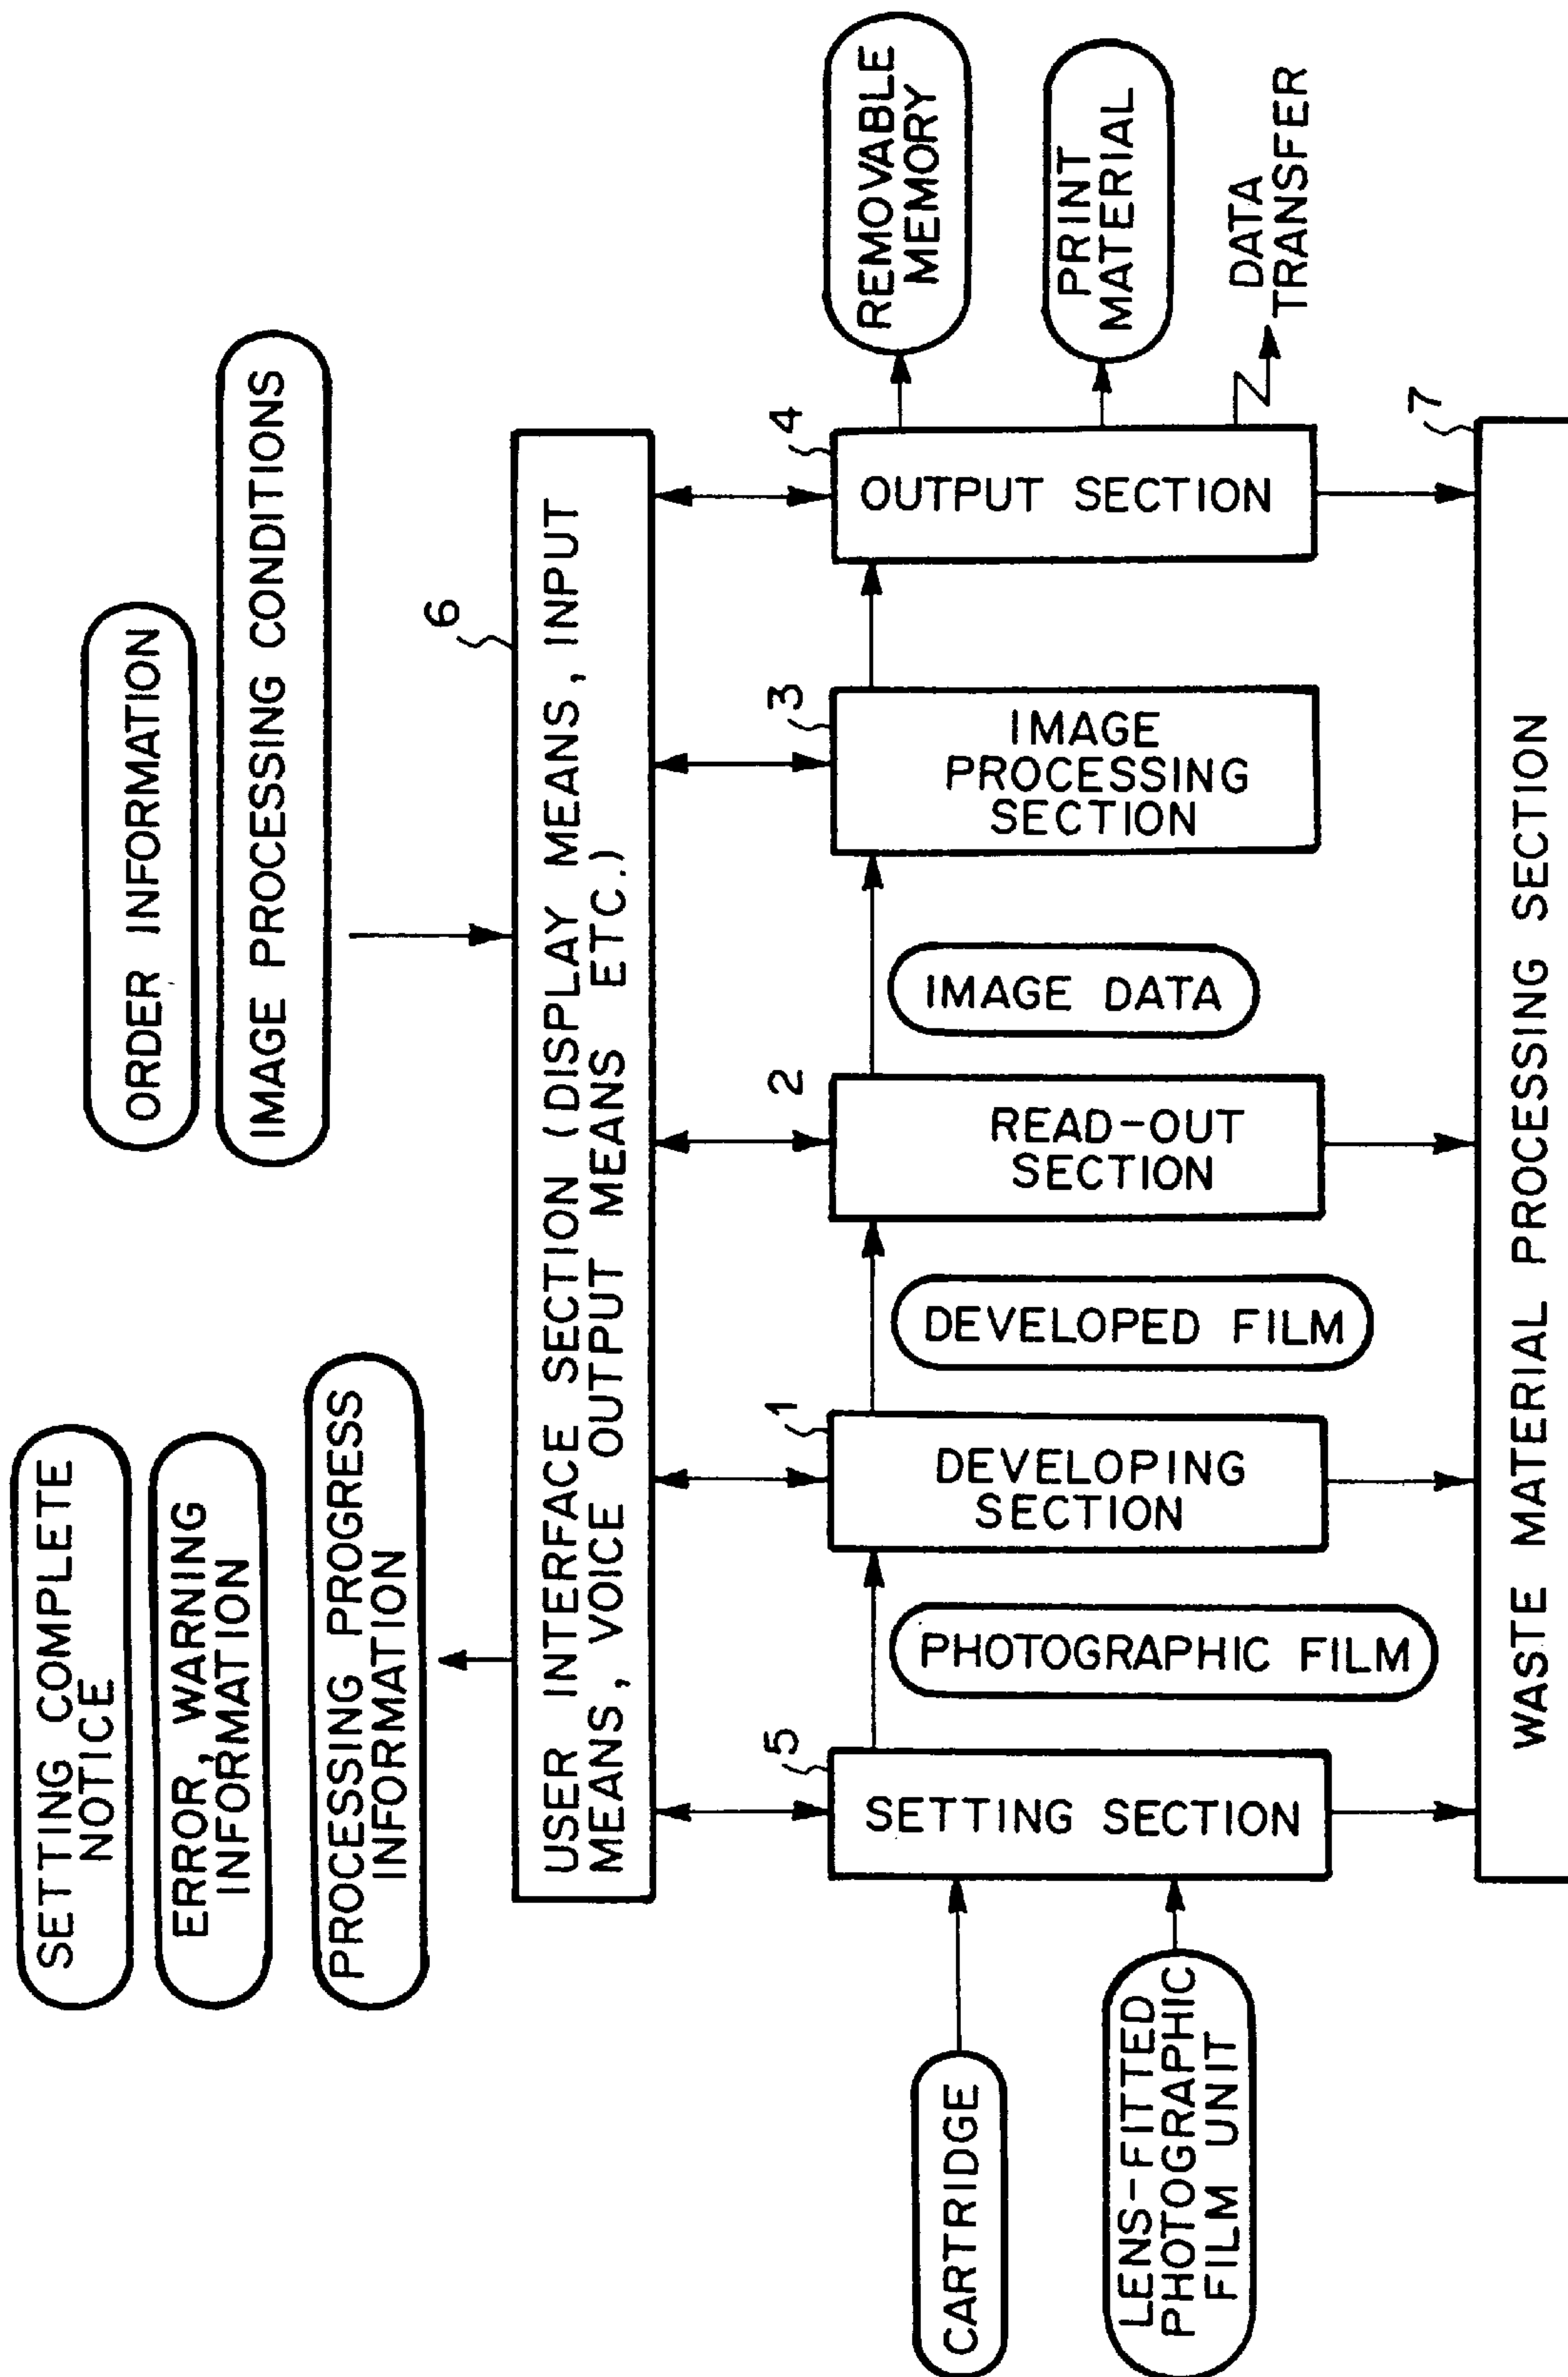 SETTING COMPLETE
NOTICE
ERROR, WARNING
INFORMATION
PROCESSING PROGRESS
INFORMATION
ORDER INFORMATION
IMAGE PROCESSING CONDITIONS
6
USER INTERFACE SECTION (DISPLAY MEANS, INPUT
MEANS, VOICE OUTPUT MEANS ETC.)
CARTRIDGE
LENS-FITTED
PHOTOGRAPHIC
FILM UNIT
5
SETTING SECTION
PHOTOGRAPHIC FILM
1
DEVELOPING
SECTION
DEVELOPED FILM
2
READ-OUT
SECTION
IMAGE DATA
3
IMAGE
PROCESSING
SECTION
4
OUTPUT SECTION
REMOVABLE
MEMORY
PRINT
MATERIAL
DATA
TRANSFER
7
WASTE MATERIAL PROCESSING SECTION